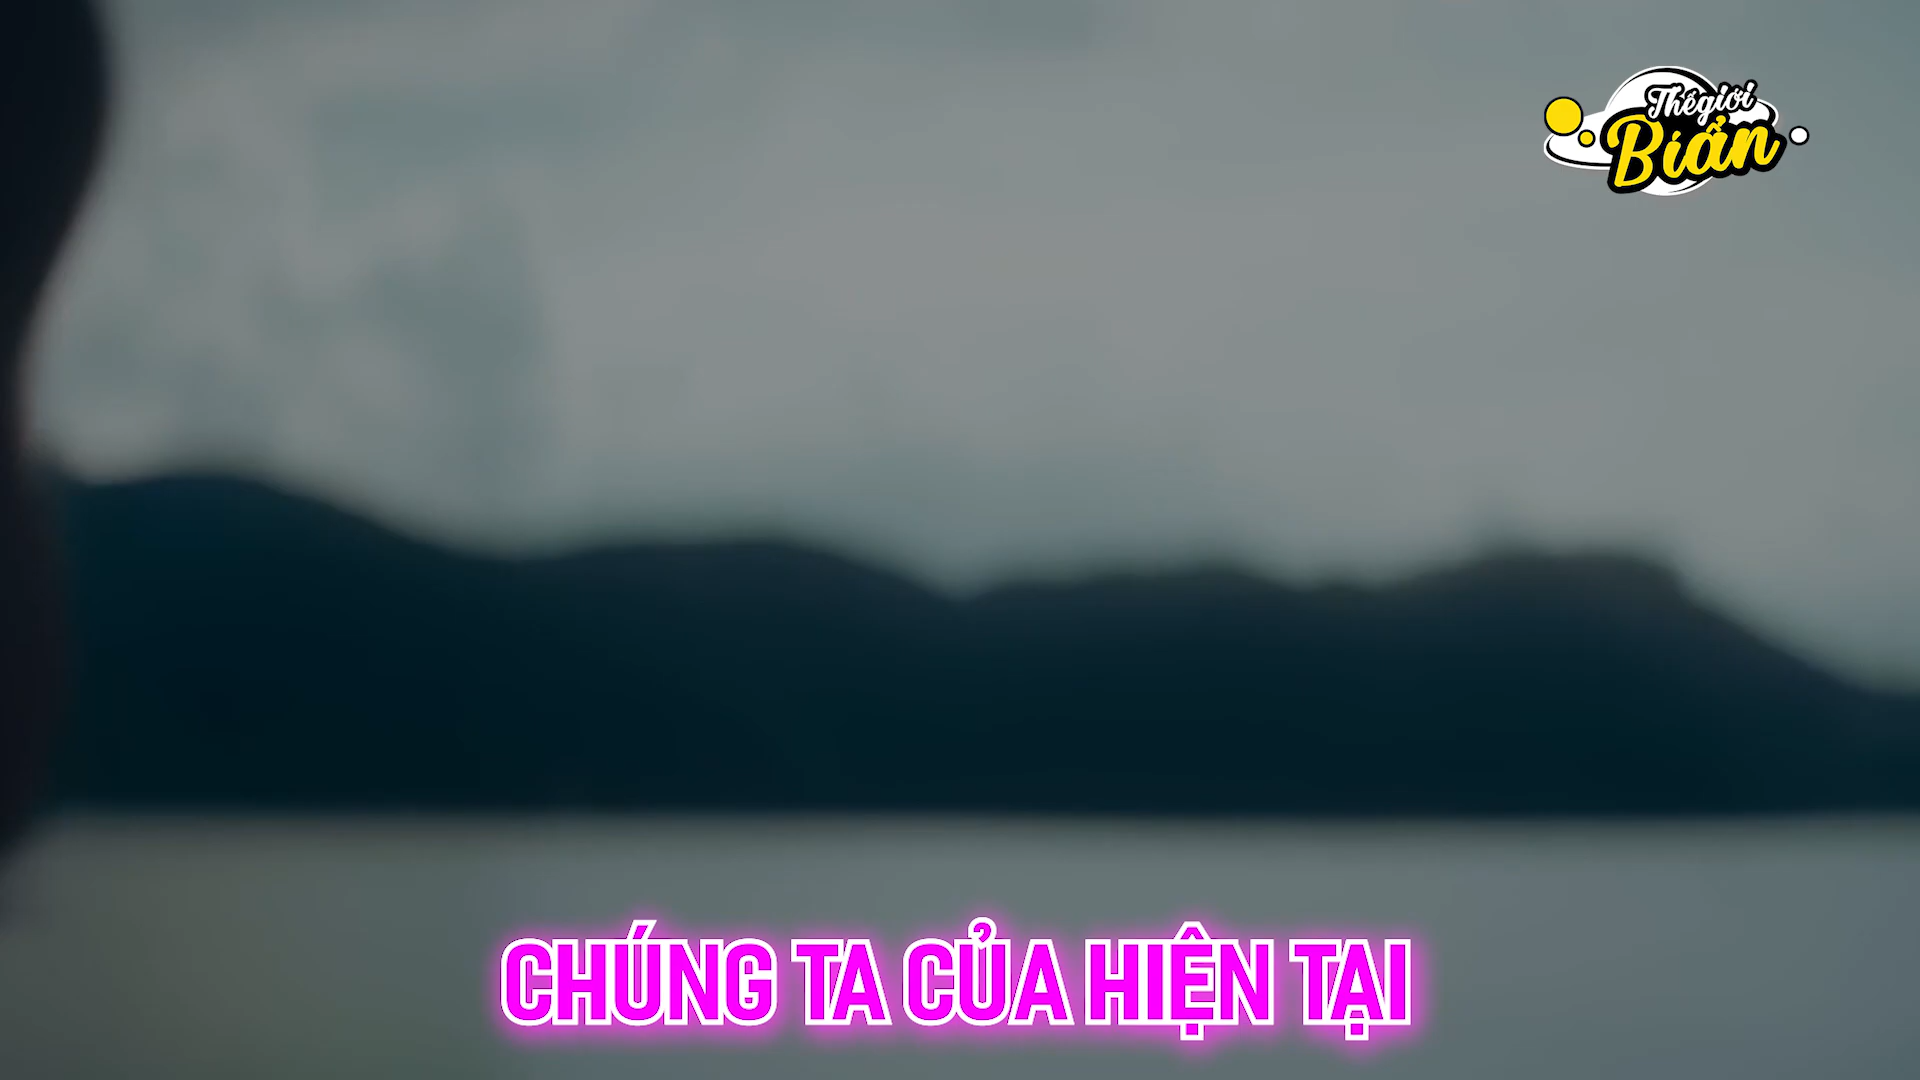 Thế giới
Bí ẩn
CHÚNG TA CỦA HIỆN TẠI